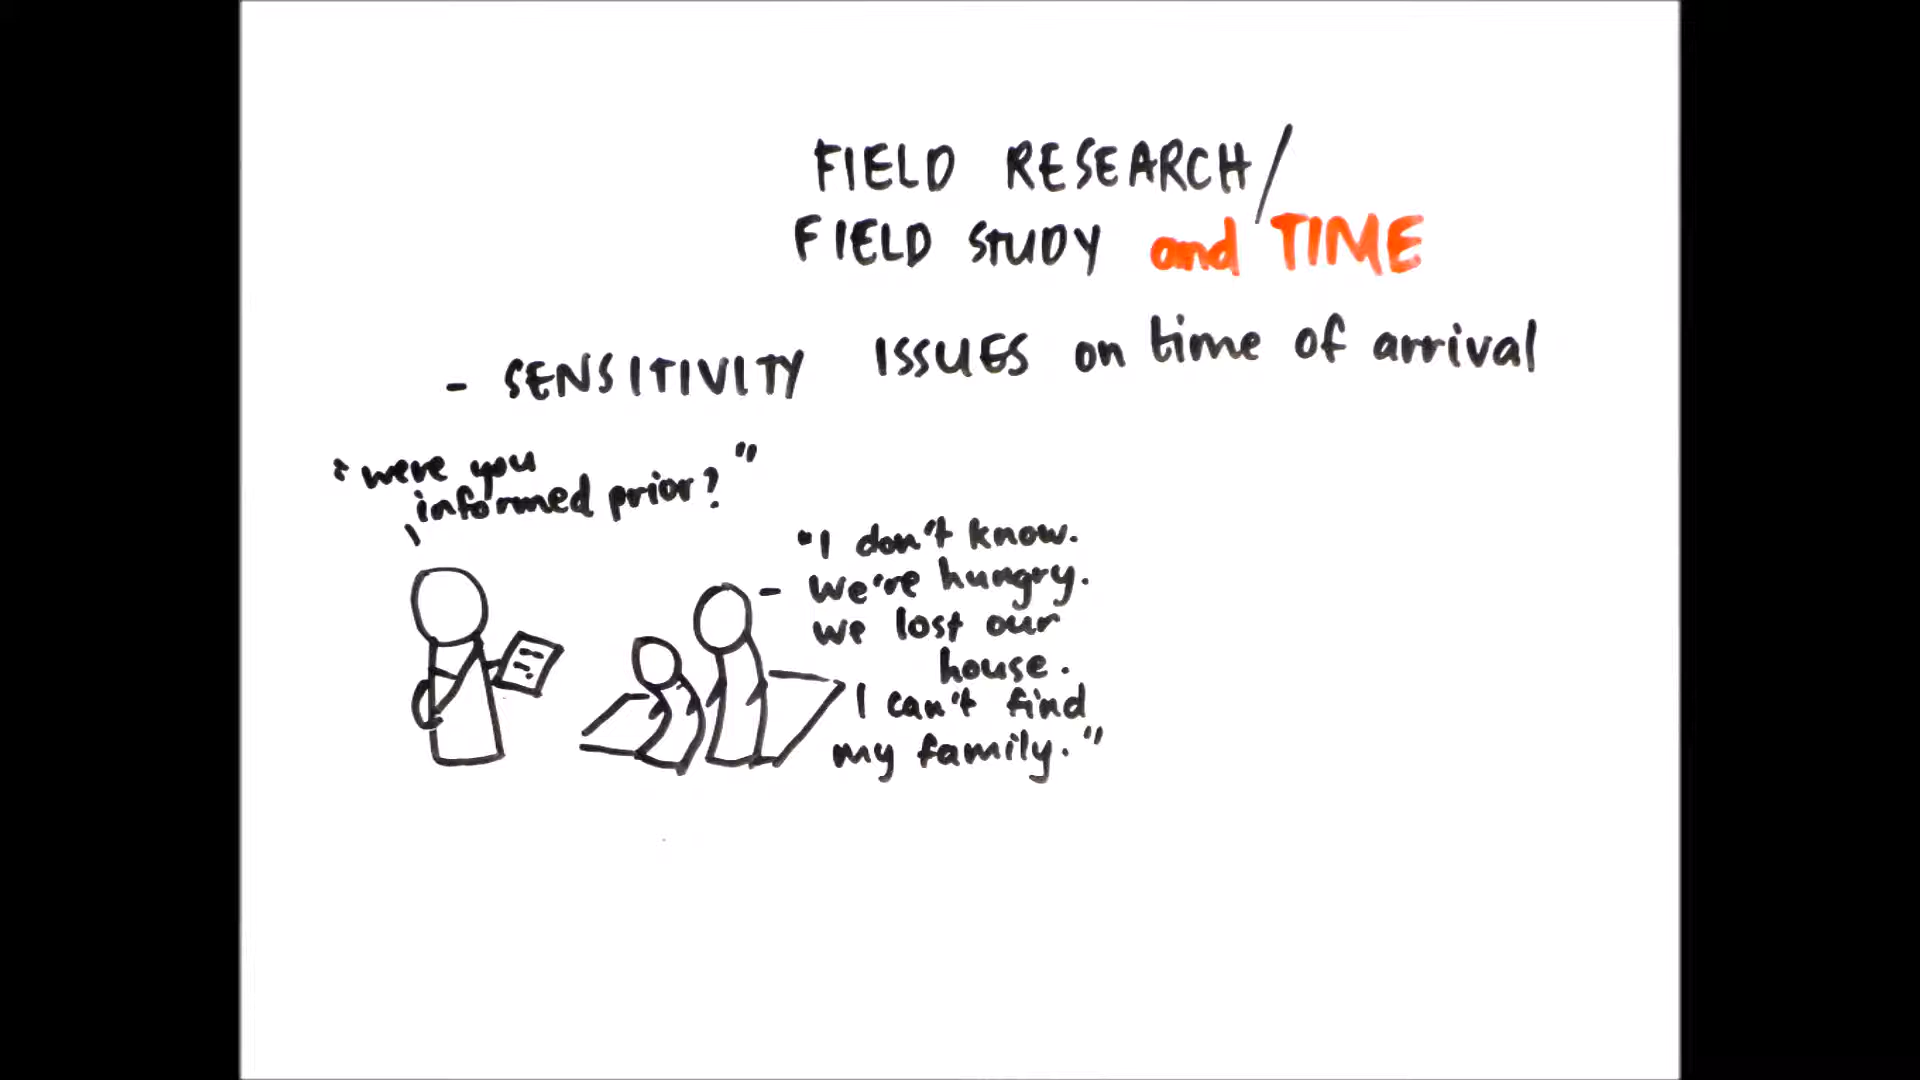 FIELD RESEARCH/
FIELD STUDY and TIME
- SENSITIVITY ISSUES on time of arrival
"were you
informed prior?"
"I don't know.
We're hungry.
we lost our
house.
I can't find
my family."